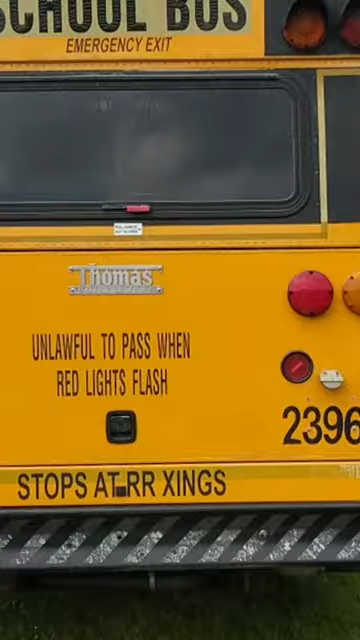 SCHOOL BUS
EMERGENCY EXIT
Thomas
UNLAWFUL TO PASS WHEN
RED LIGHTS FLASH
2396
STOPS AT RR XINGS